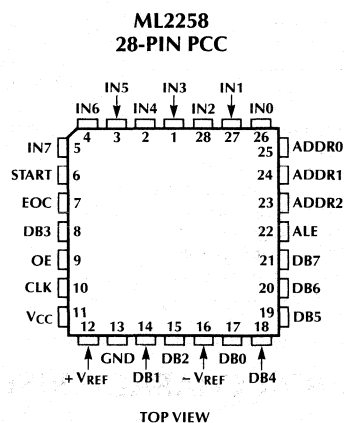 ML2258
28-PIN PCC
IN5 IN3 IN1
IN6 IN4 IN2 IN0
4 3 2 1 28 27 26
IN7 5 25 ADDR0
START 6 24 ADDR1
EOC 7 23 ADDR2
DB3 8 22 ALE
OE 9 21 DB7
CLK 10 20 DB6
VCC 11 19 DB5
12 13 14 15 16 17 18
GND DB2 DB0
+ VREF DB1 – VREF DB4
TOP VIEW